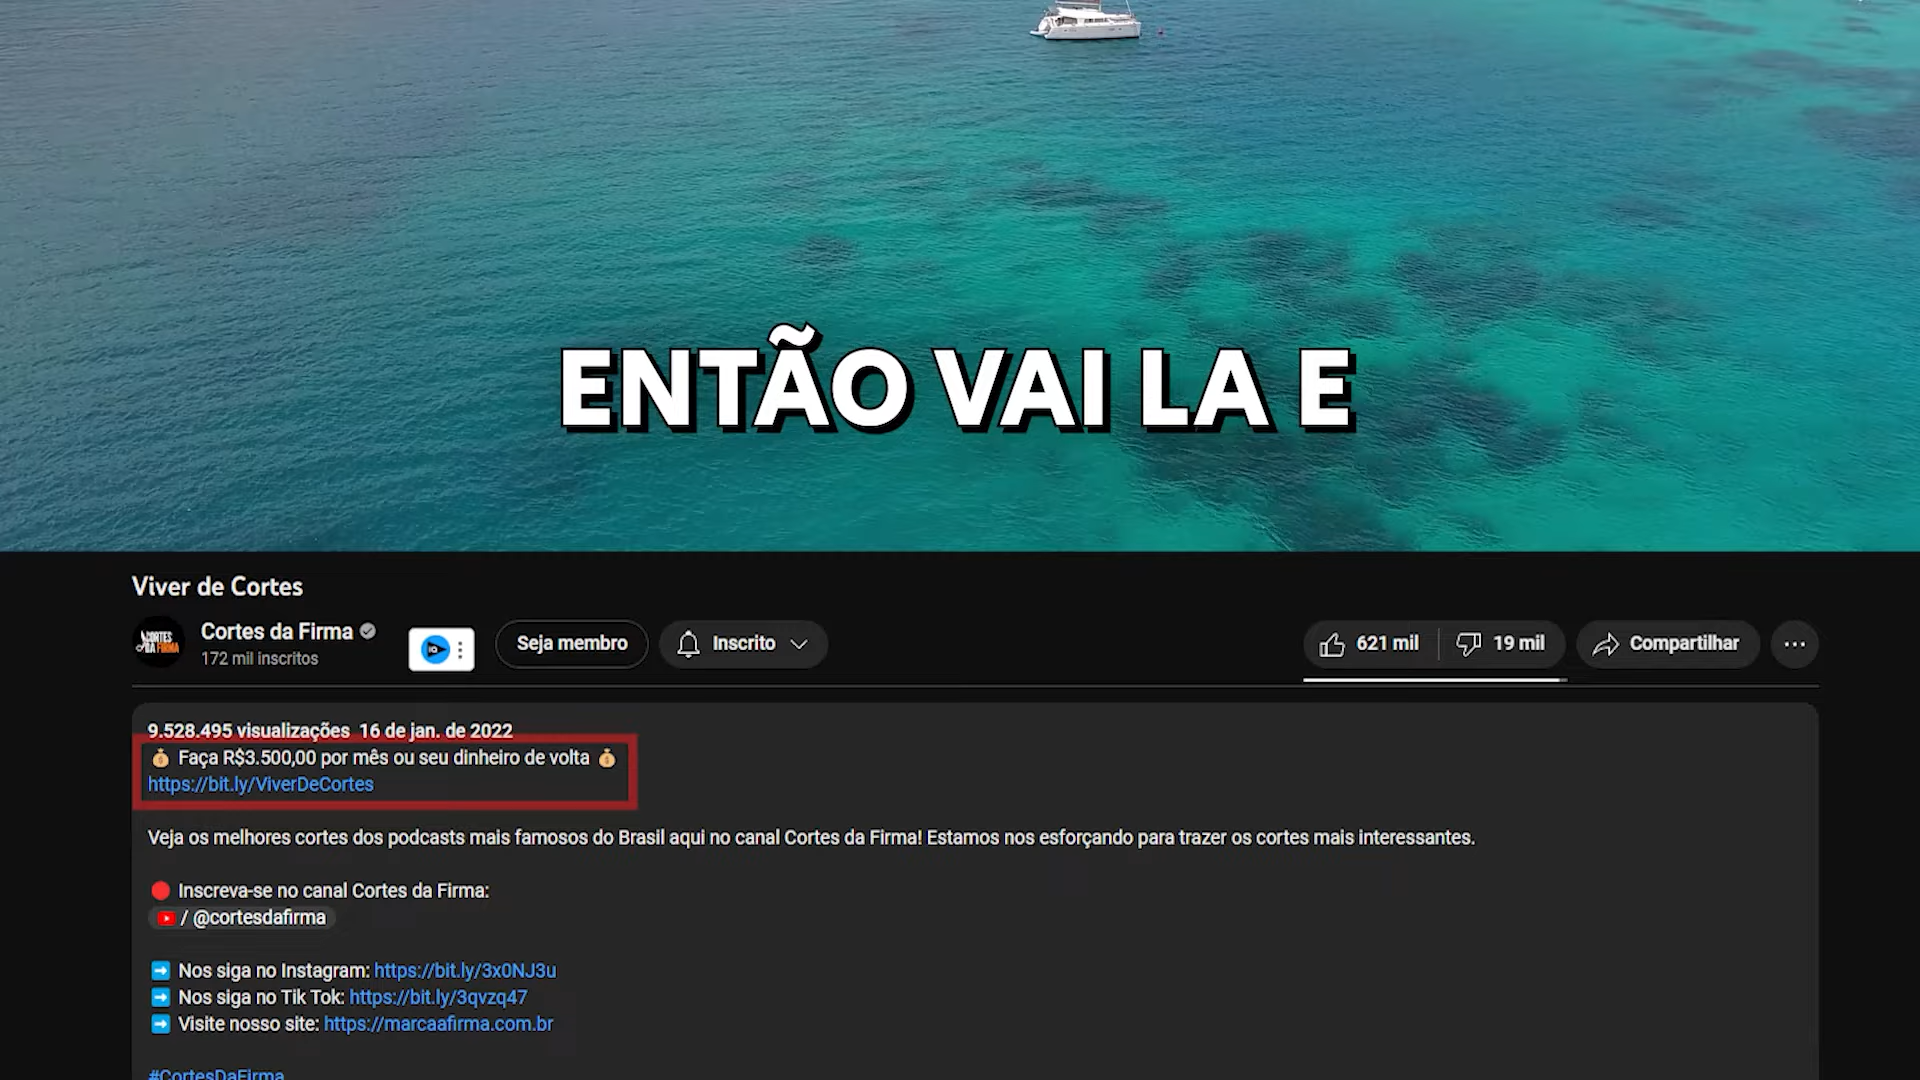 ENTÃO VAI LA E
Viver de Cortes
CORTES
DA FIRMA
Cortes da Firma
172 mil inscritos
IQ
Seja membro
Inscrito
621 mil
19 mil
Compartilhar
9.528.495 visualizações 16 de jan. de 2022
💰 Faça R$3.500,00 por mês ou seu dinheiro de volta 💰
https://bit.ly/ViverDeCortes
Veja os melhores cortes dos podcasts mais famosos do Brasil aqui no canal Cortes da Firma! Estamos nos esforçando para trazer os cortes mais interessantes.
🔴 Inscreva-se no canal Cortes da Firma:
/ @cortesdafirma
➡️ Nos siga no Instagram: https://bit.ly/3x0NJ3u
➡️ Nos siga no Tik Tok: https://bit.ly/3qvzq47
➡️ Visite nosso site: https://marcaafirma.com.br
#CortesDaFirma